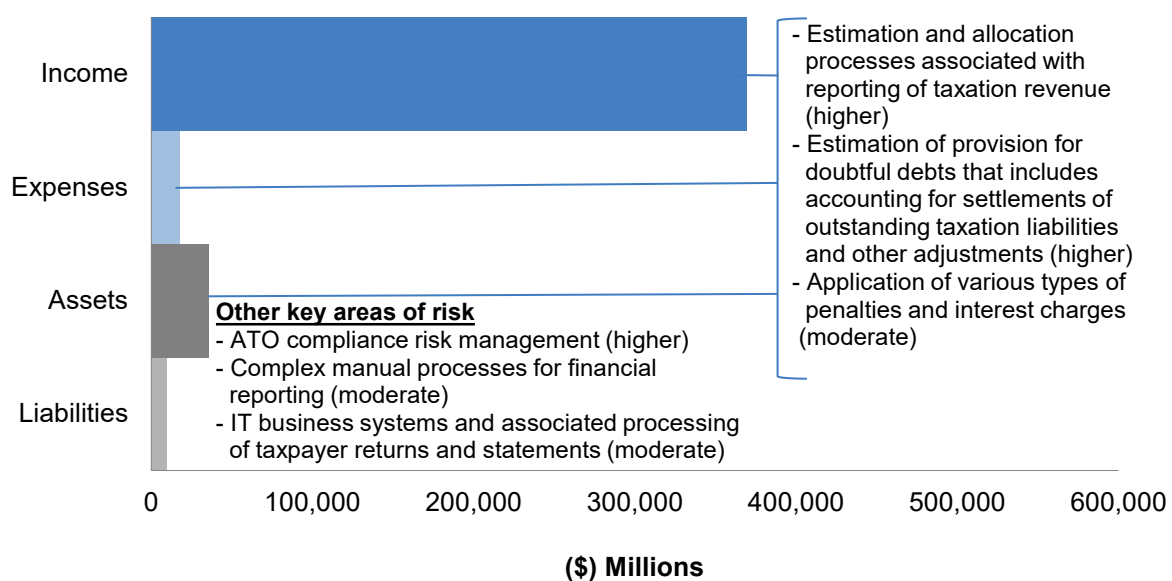 Income
Expenses
Assets
Liabilities
- Estimation and allocation
processes associated with
reporting of taxation revenue
(higher)
- Estimation of provision for
doubtful debts that includes
accounting for settlements of
outstanding taxation liabilities
and other adjustments (higher)
- Application of various types of
penalties and interest charges
(moderate)
Other key areas of risk
- ATO compliance risk management (higher)
- Complex manual processes for financial
reporting (moderate)
- IT business systems and associated processing
of taxpayer returns and statements (moderate)
0 100,000 200,000 300,000 400,000 500,000 600,000
($) Millions